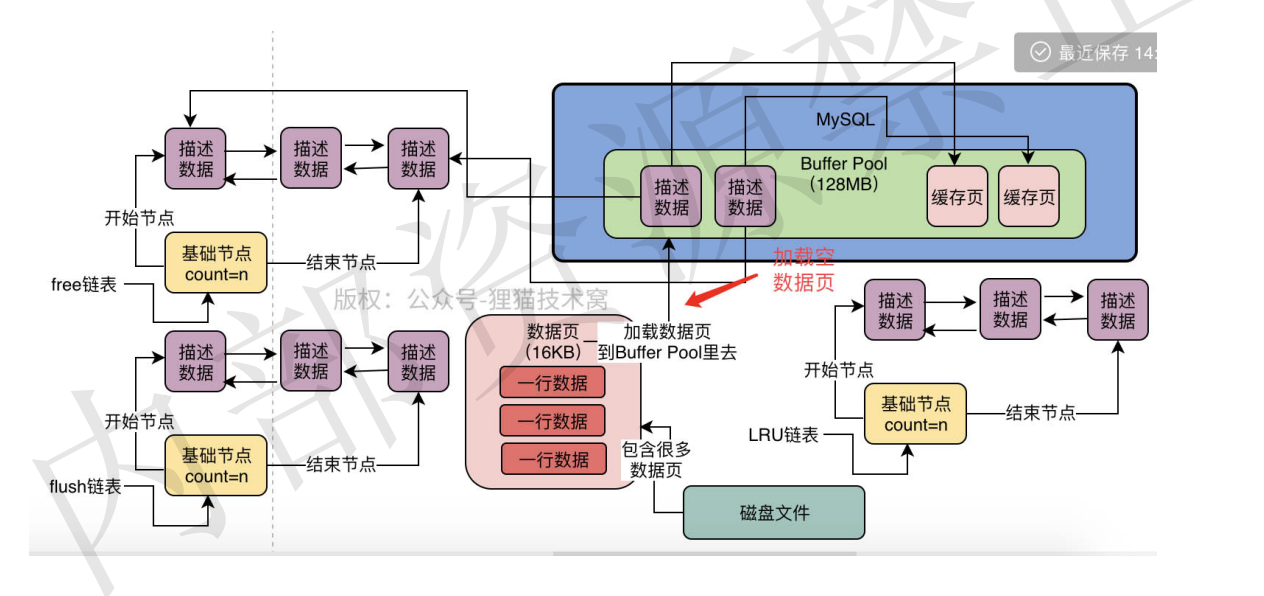 最近保存 14:
MySQL
Buffer Pool
（128MB）
描述
数据
描述
数据
缓存页
缓存页
描述
数据
描述
数据
描述
数据
开始节点
基础节点
count=n
结束节点
free链表
加载空
数据页
版权：公众号-狸猫技术窝
描述
数据
描述
数据
描述
数据
开始节点
基础节点
count=n
结束节点
flush链表
数据页
（16KB）
加载数据页
到Buffer Pool里去
一行数据
一行数据
一行数据
包含很多
数据页
磁盘文件
描述
数据
描述
数据
描述
数据
开始节点
基础节点
count=n
结束节点
LRU链表
内部资源禁止